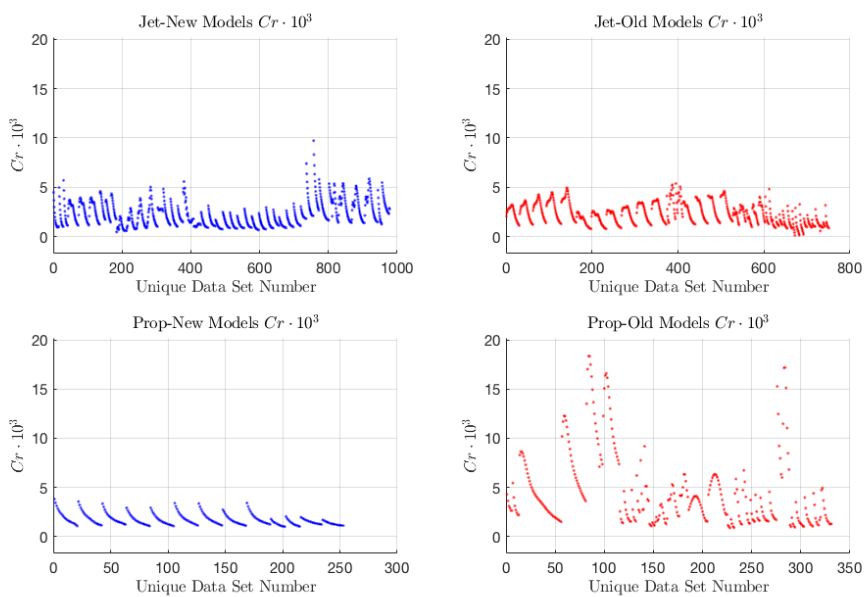 Jet-New Models Cr · 10³
20
15
10
5
0
Cr · 10³
0 200 400 600 800 1000
Unique Data Set Number
Jet-Old Models Cr · 10³
20
15
10
5
0
Cr · 10³
0 200 400 600 800
Unique Data Set Number
Prop-New Models Cr · 10³
20
15
10
5
0
Cr · 10³
0 50 100 150 200 250 300
Unique Data Set Number
Prop-Old Models Cr · 10³
20
15
10
5
0
Cr · 10³
0 50 100 150 200 250 300 350
Unique Data Set Number